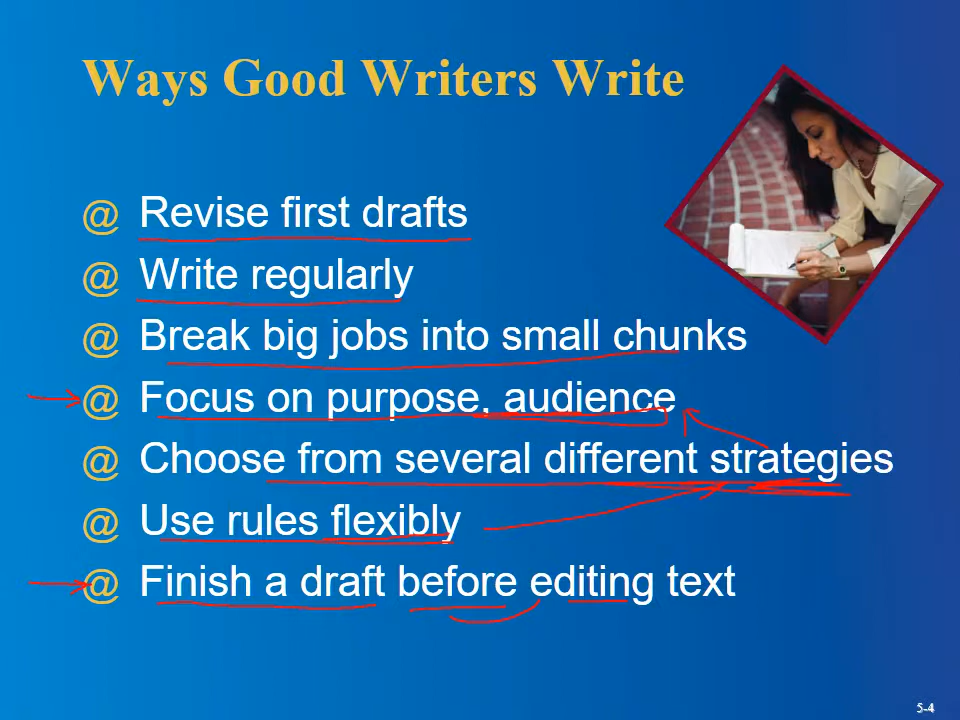 Ways Good Writers Write
@ Revise first drafts
@ Write regularly
@ Break big jobs into small chunks
@ Focus on purpose, audience
@ Choose from several different strategies
@ Use rules flexibly
@ Finish a draft before editing text
5-4